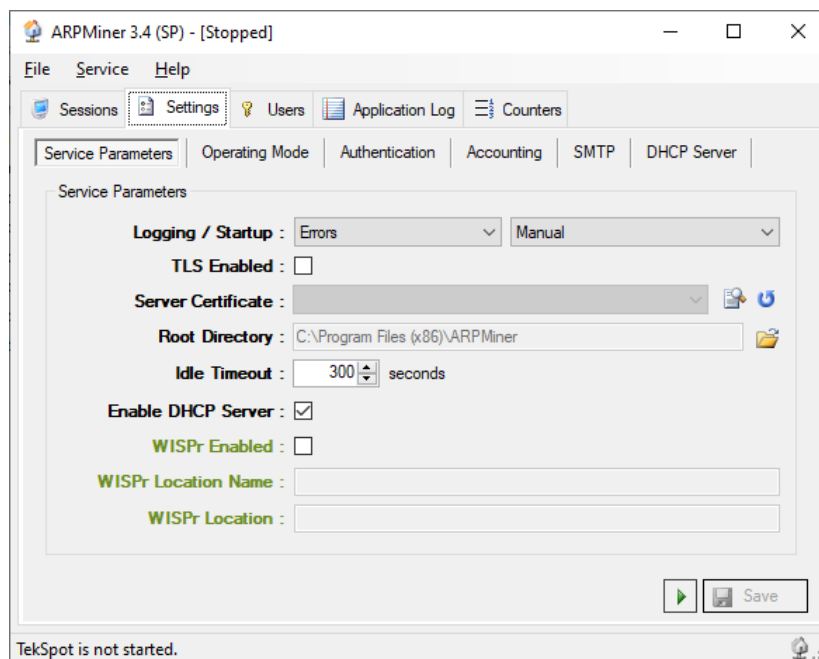 ARPMiner 3.4 (SP) - [Stopped]
File Service Help
Sessions Settings Users Application Log Counters
Service Parameters Operating Mode Authentication Accounting SMTP DHCP Server
Service Parameters
Logging / Startup : Errors Manual
TLS Enabled :
Server Certificate :
Root Directory : C:\Program Files (x86)\ARPMiner
Idle Timeout : 300 seconds
Enable DHCP Server :
WISPr Enabled :
WISPr Location Name :
WISPr Location :
Save
TekSpot is not started.